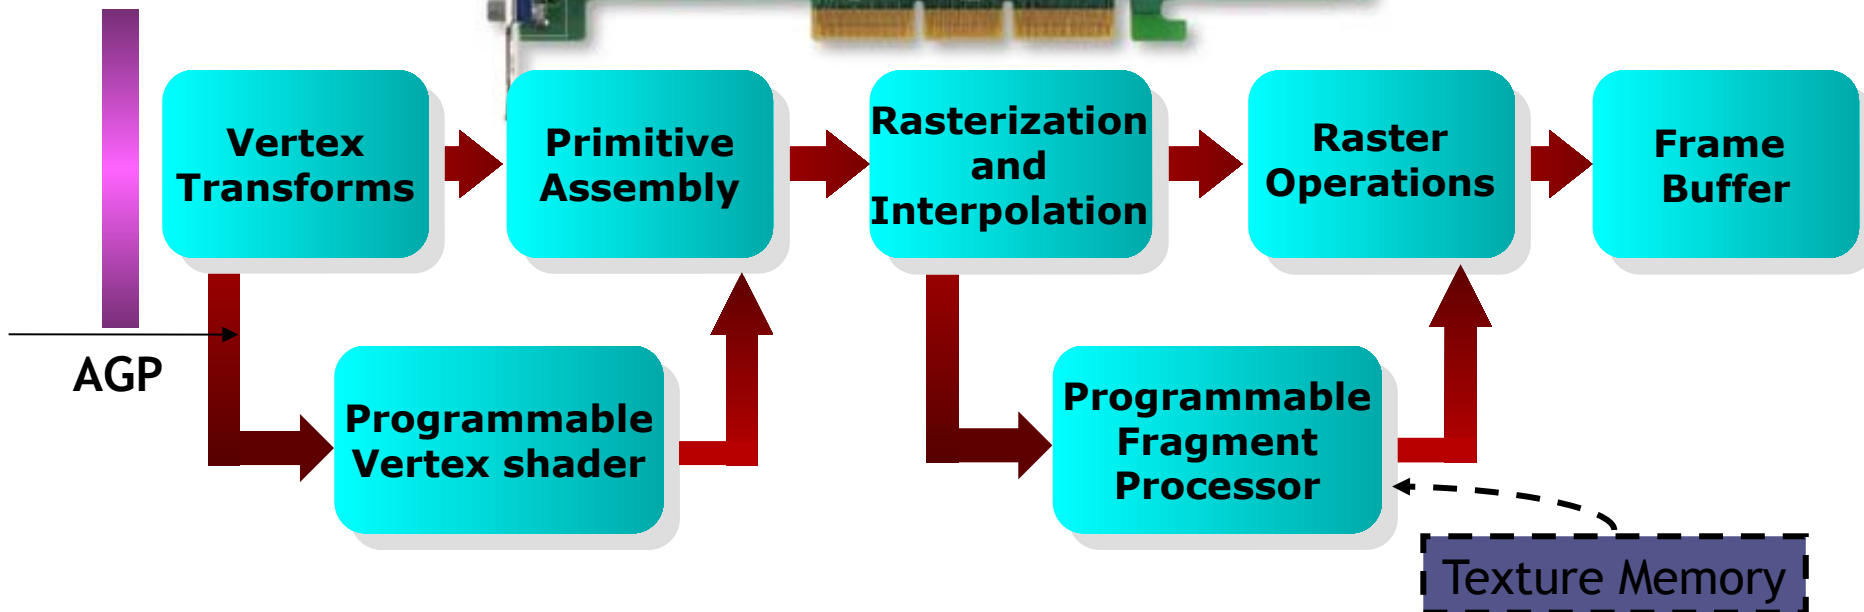 Vertex
Transforms
Primitive
Assembly
Rasterization
and
Interpolation
Raster
Operations
Frame
Buffer
AGP
Programmable
Vertex shader
Programmable
Fragment
Processor
Texture Memory